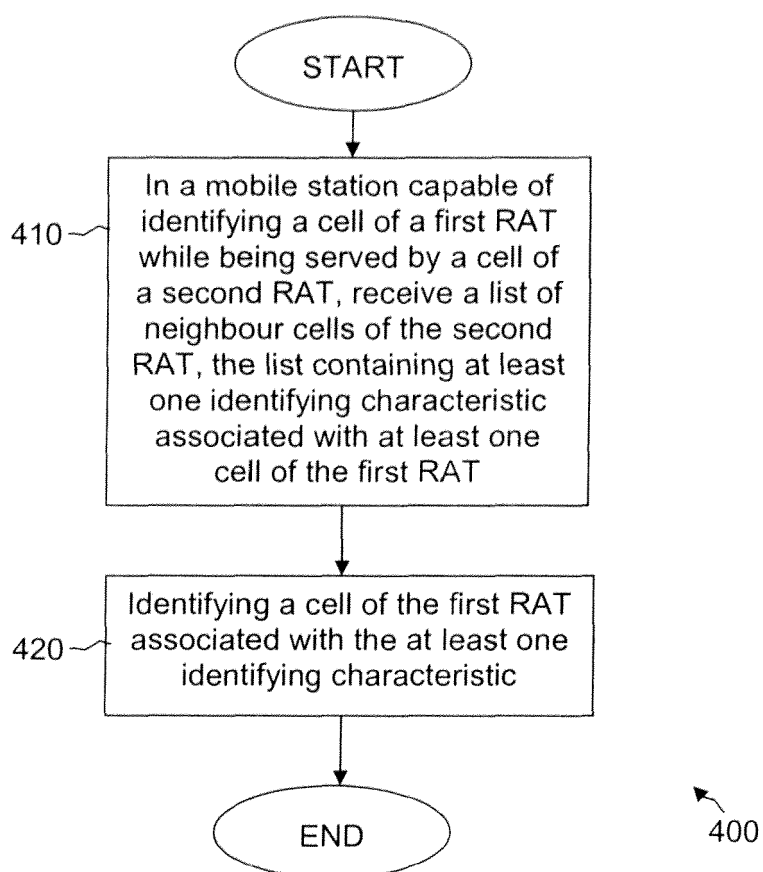 START
410
In a mobile station capable of
identifying a cell of a first RAT
while being served by a cell of
a second RAT, receive a list of
neighbour cells of the second
RAT, the list containing at least
one identifying characteristic
associated with at least one
cell of the first RAT
420
Identifying a cell of the first RAT
associated with the at least one
identifying characteristic
END
400